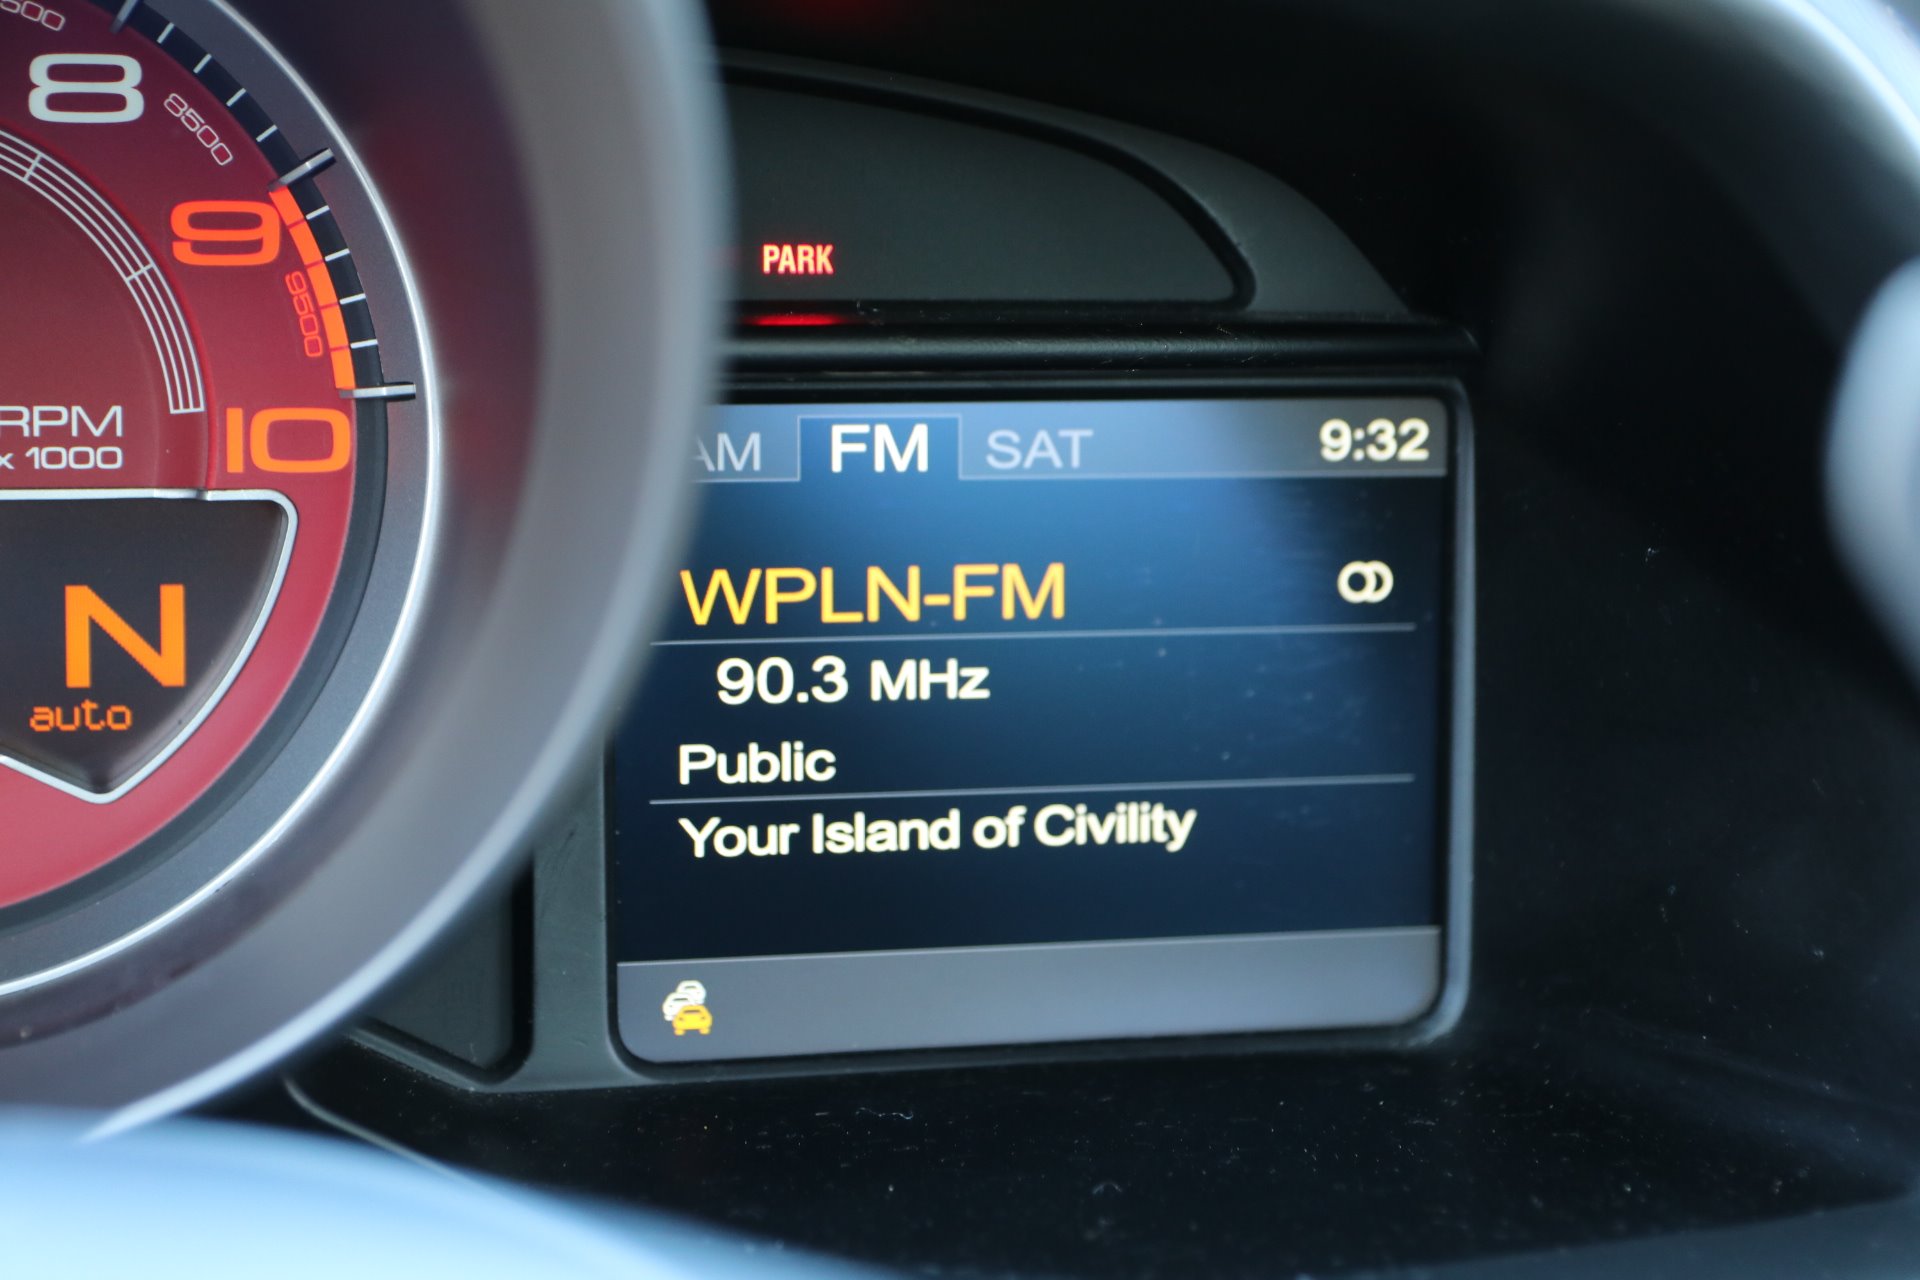 8
8500
9
9500
10
RPM
x 1000
N
auto
PARK
AM FM SAT 9:32
WPLN-FM
90.3 MHz
Public
Your Island of Civility